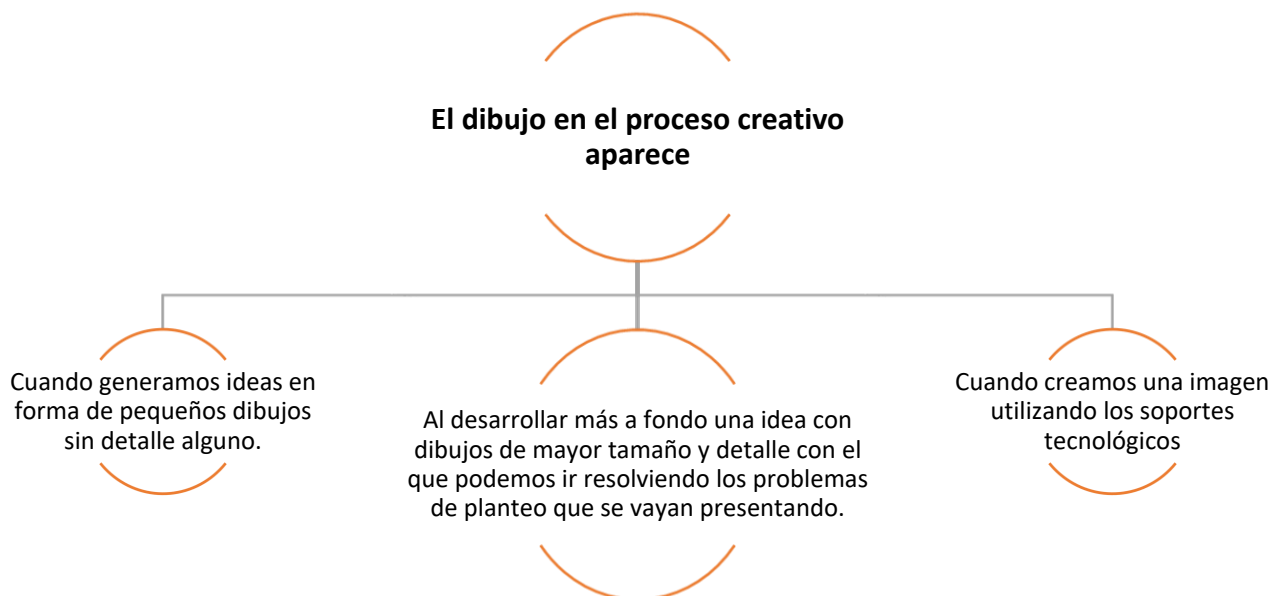 El dibujo en el proceso creativo
aparece
Cuando generamos ideas en
forma de pequeños dibujos
sin detalle alguno.
Al desarrollar más a fondo una idea con
dibujos de mayor tamaño y detalle con el
que podemos ir resolviendo los problemas
de planteo que se vayan presentando.
Cuando creamos una imagen
utilizando los soportes
tecnológicos